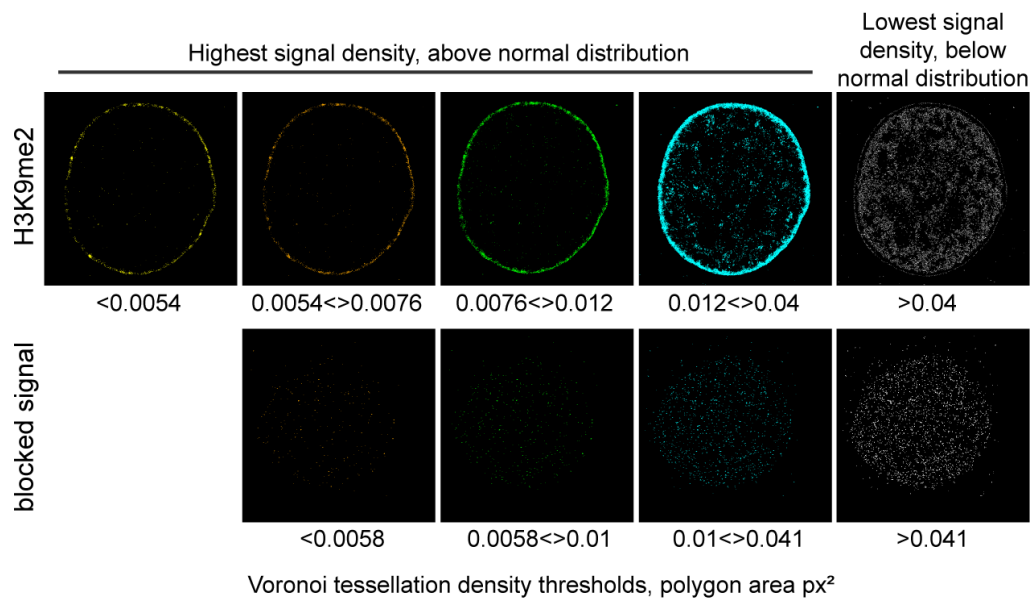 Highest signal density, above normal distribution
Lowest signal
density, below
normal distribution
H3K9me2
<0.0054
0.0054<>0.0076
0.0076<>0.012
0.012<>0.04
>0.04
blocked signal
<0.0058
0.0058<>0.01
0.01<>0.041
>0.041
Voronoi tessellation density thresholds, polygon area px²